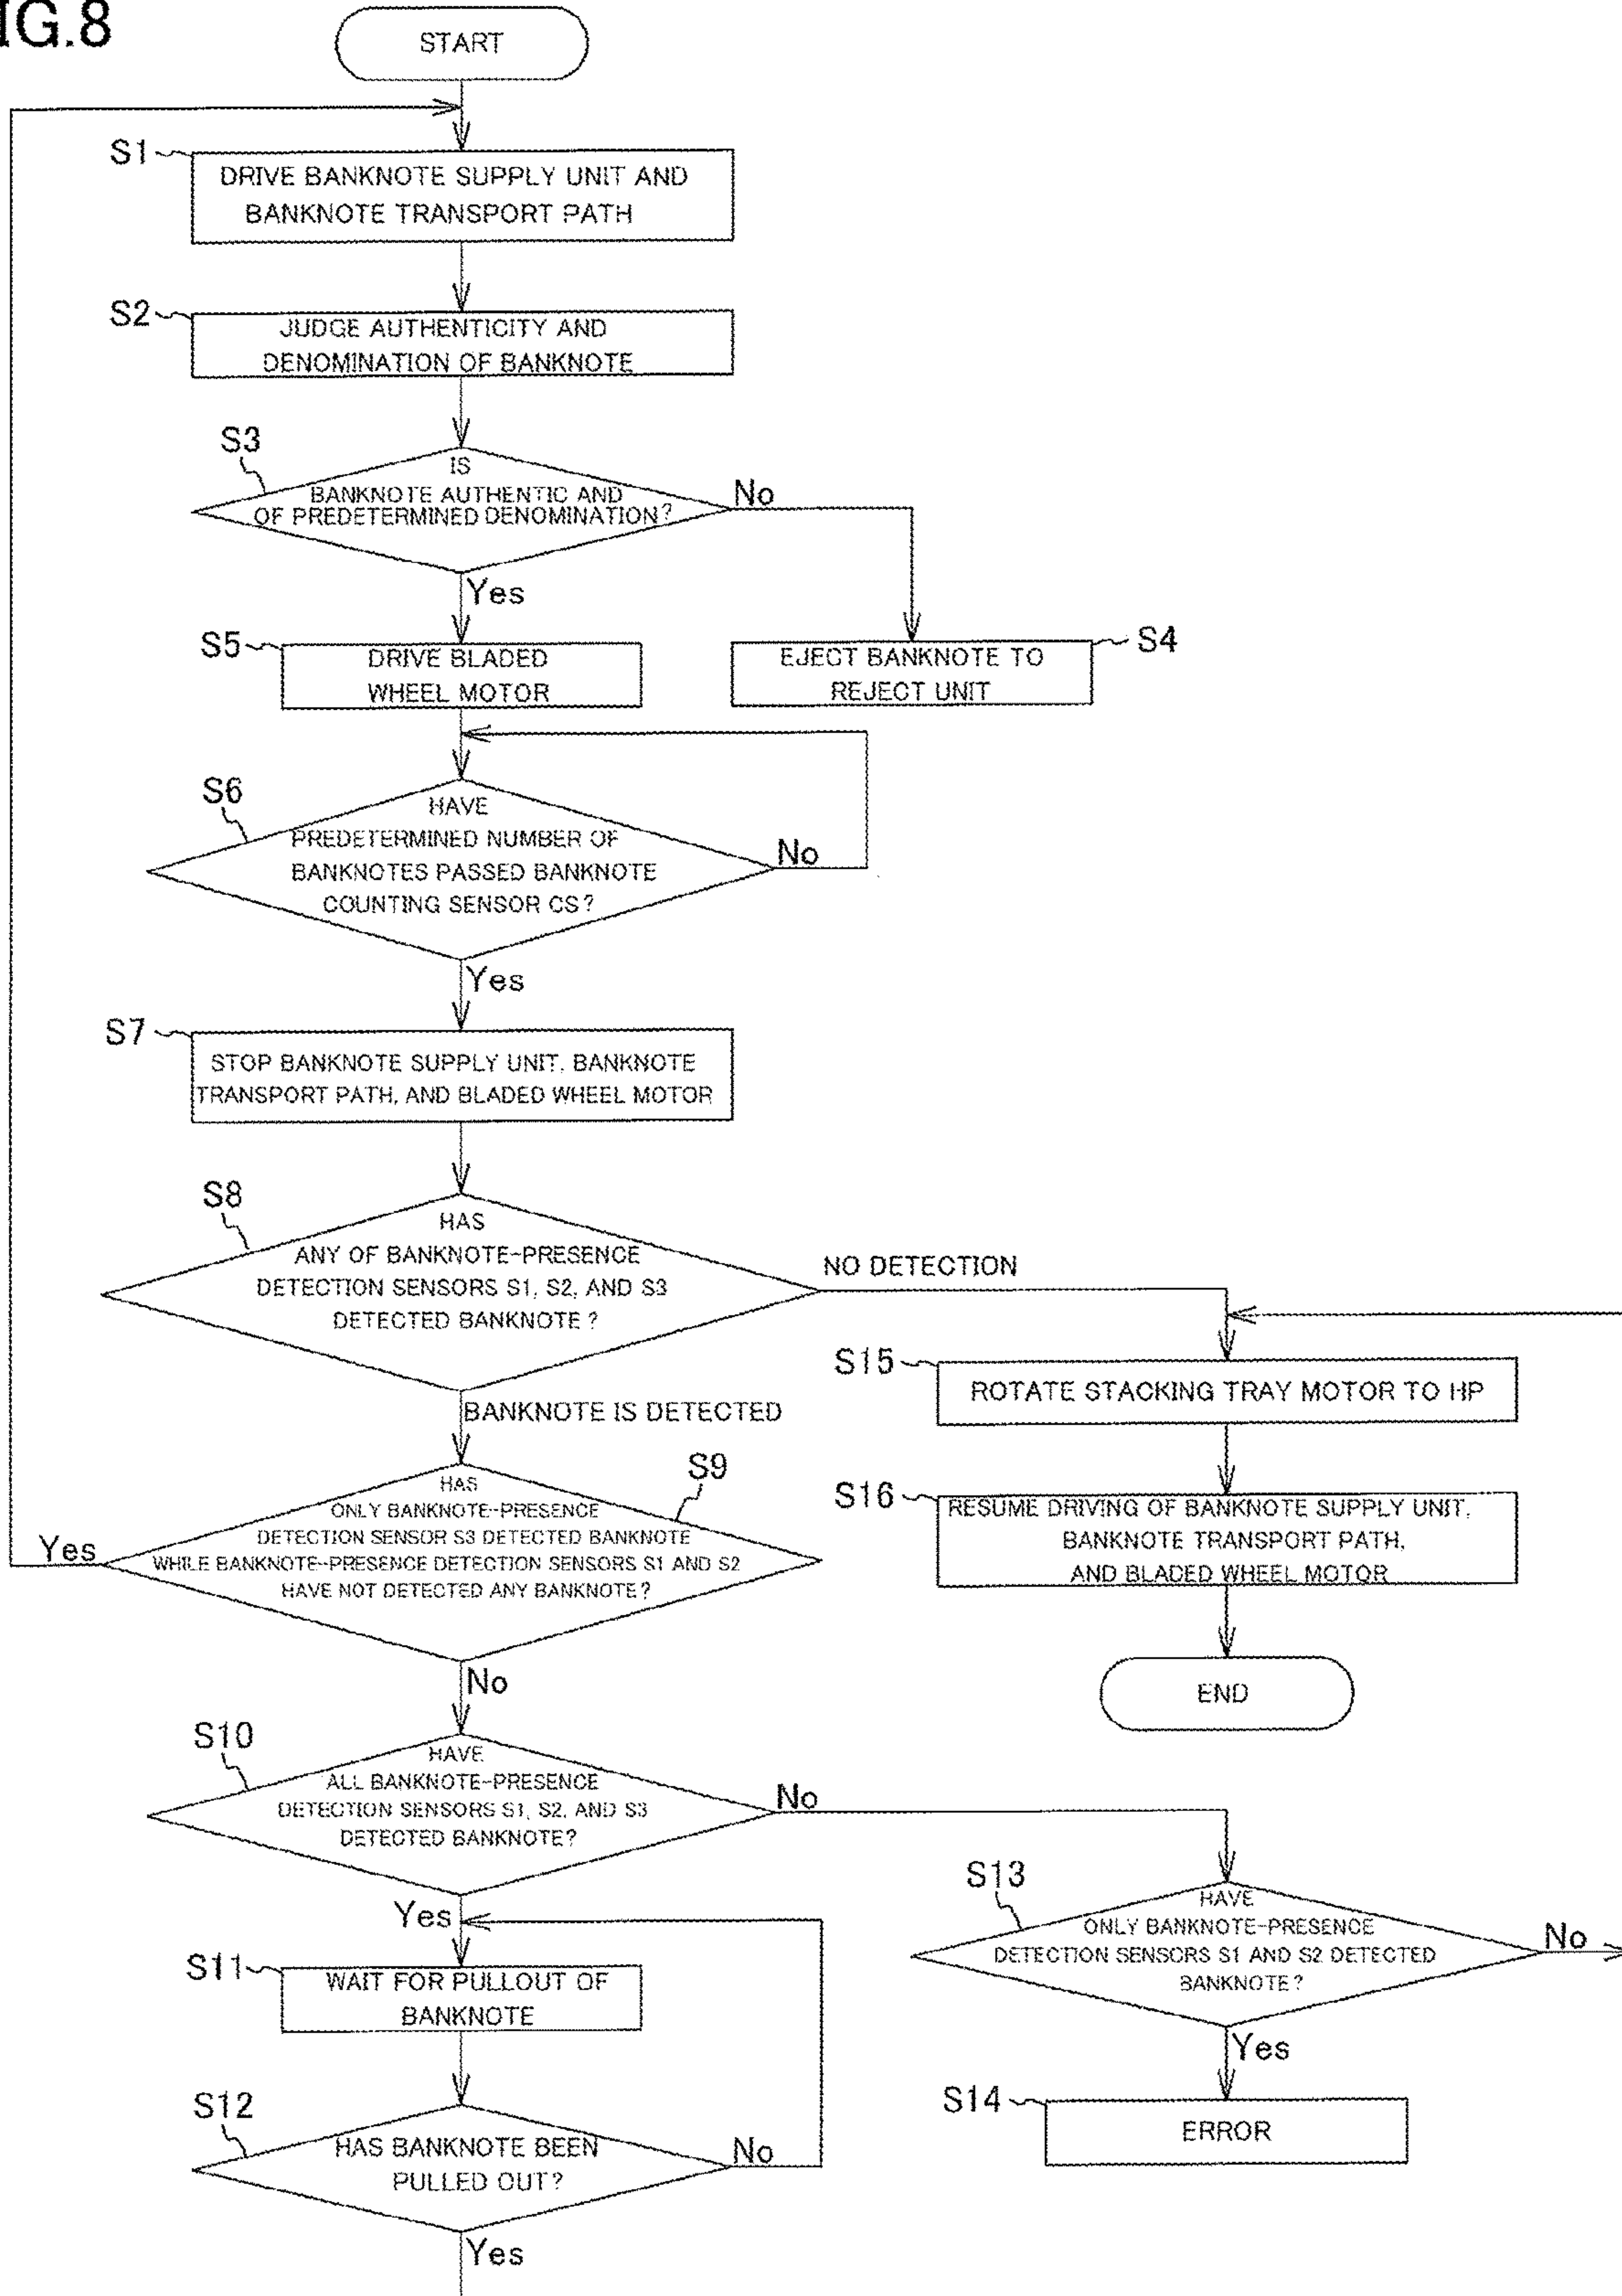 IG.8
START
S1
DRIVE BANKNOTE SUPPLY UNIT AND
BANKNOTE TRANSPORT PATH
S2
JUDGE AUTHENTICITY AND
DENOMINATION OF BANKNOTE
S3
IS
BANKNOTE AUTHENTIC AND
OF PREDETERMINED DENOMINATION?
No
Yes
S5
DRIVE BLADED
WHEEL MOTOR
EJECT BANKNOTE TO
REJECT UNIT
S4
S6
HAVE
PREDETERMINED NUMBER OF
BANKNOTES PASSED BANKNOTE
COUNTING SENSOR CS?
No
Yes
S7
STOP BANKNOTE SUPPLY UNIT, BANKNOTE
TRANSPORT PATH, AND BLADED WHEEL MOTOR
S8
HAS
ANY OF BANKNOTE-PRESENCE
DETECTION SENSORS S1, S2, AND S3
DETECTED BANKNOTE?
NO DETECTION
BANKNOTE IS DETECTED
S15
ROTATE STACKING TRAY MOTOR TO HP
S16
RESUME DRIVING OF BANKNOTE SUPPLY UNIT,
BANKNOTE TRANSPORT PATH,
AND BLADED WHEEL MOTOR
END
S9
HAS
ONLY BANKNOTE-PRESENCE
DETECTION SENSOR S3 DETECTED BANKNOTE
WHILE BANKNOTE-PRESENCE DETECTION SENSORS S1 AND S2
HAVE NOT DETECTED ANY BANKNOTE?
Yes
No
S10
HAVE
ALL BANKNOTE-PRESENCE
DETECTION SENSORS S1, S2, AND S3
DETECTED BANKNOTE?
No
Yes
S11
WAIT FOR PULLOUT OF
BANKNOTE
S12
HAS BANKNOTE BEEN
PULLED OUT?
No
Yes
S13
HAVE
ONLY BANKNOTE-PRESENCE
DETECTION SENSORS S1 AND S2 DETECTED
BANKNOTE?
No
Yes
S14
ERROR